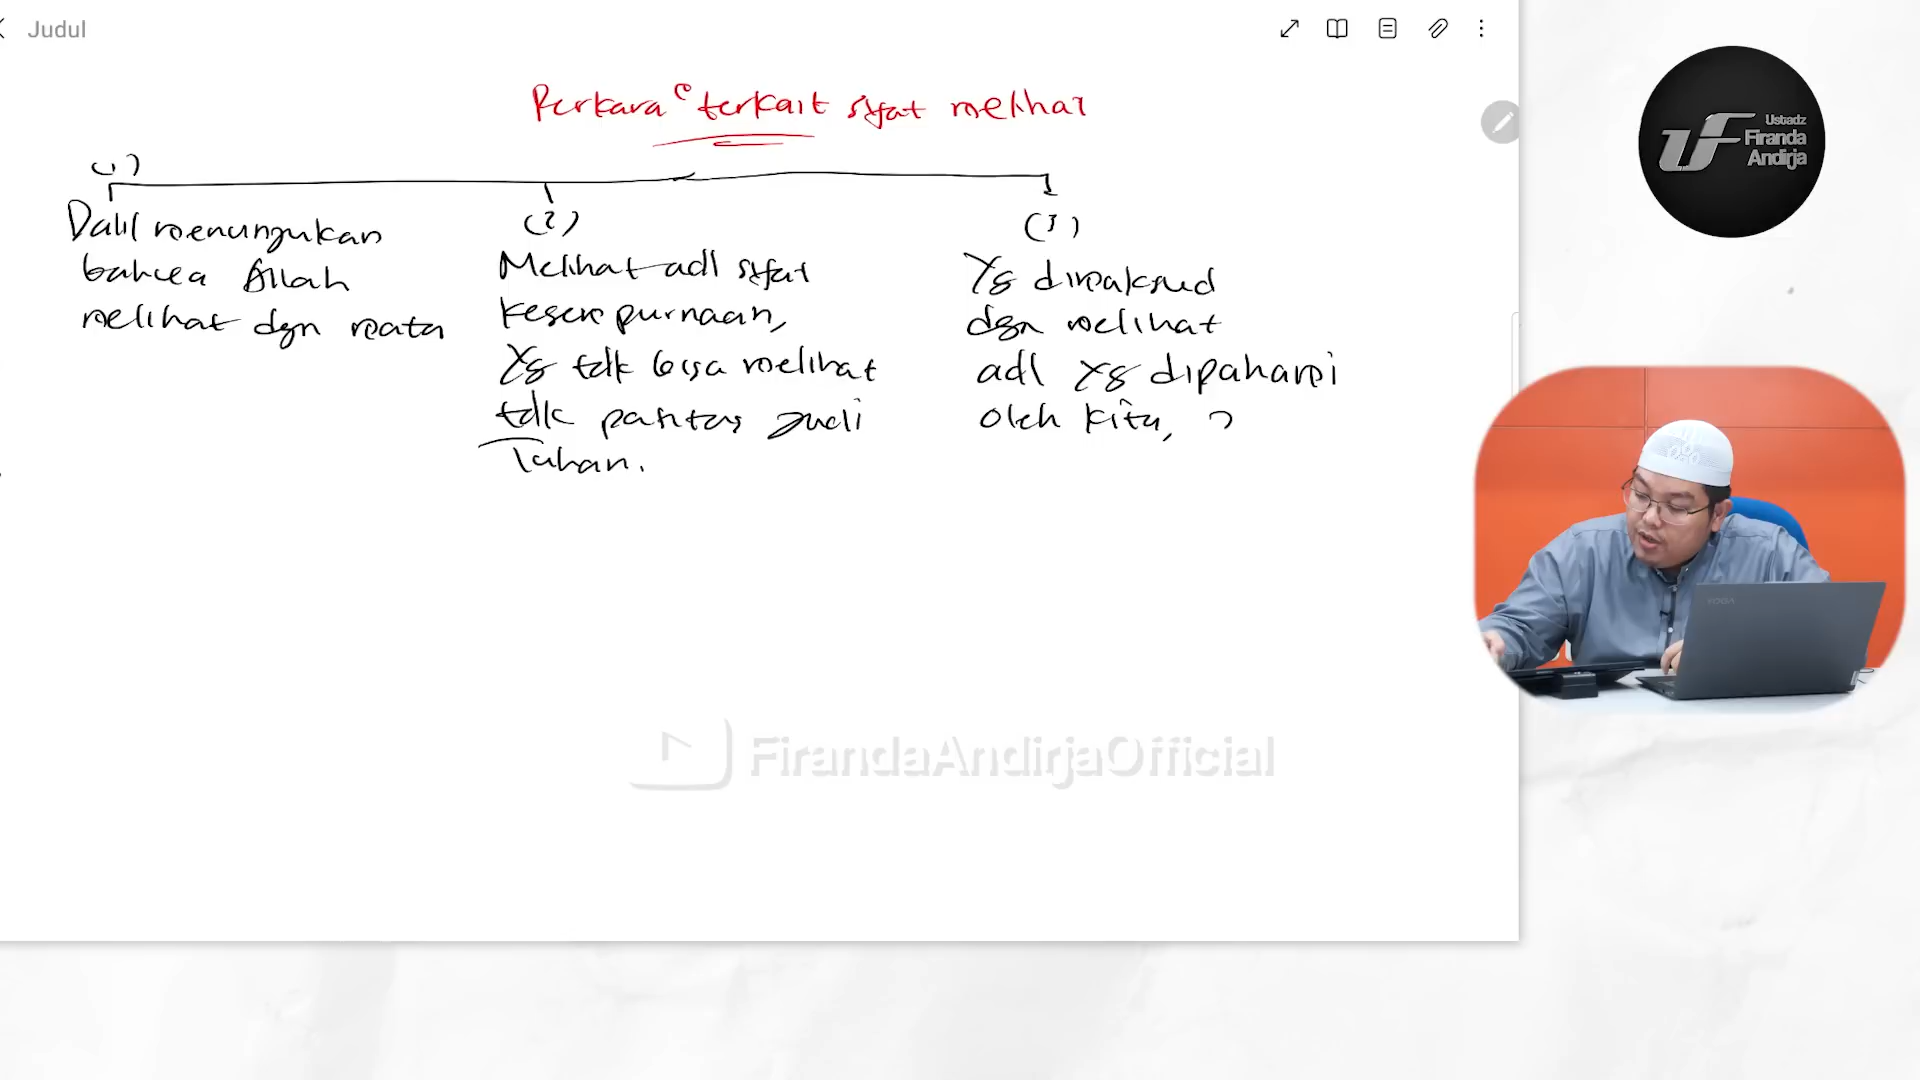 Judul
Perkara² terkait sifat melihat
(1)
Dalil menunjukan
bahwa Allah
melihat dgn mata
(2)
Melihat adl sifat
kesempurnaan,
Yg tdk bisa melihat
tdk pantas jadi
Tuhan.
(3)
Yg dimaksud
dgn melihat
adl yg dipahami
oleh kita,
Ustadz
Firanda
Andirja
FirandaAndirjaOfficial
YOGA